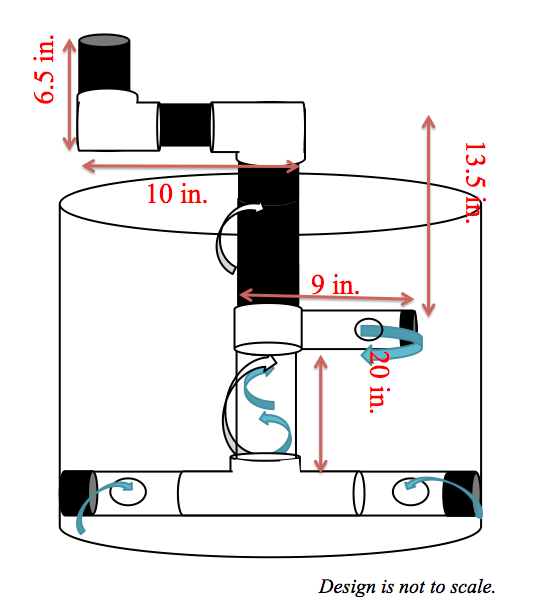 6.5 in.
13.5 in.
10 in.
9 in.
20 in.
Design is not to scale.